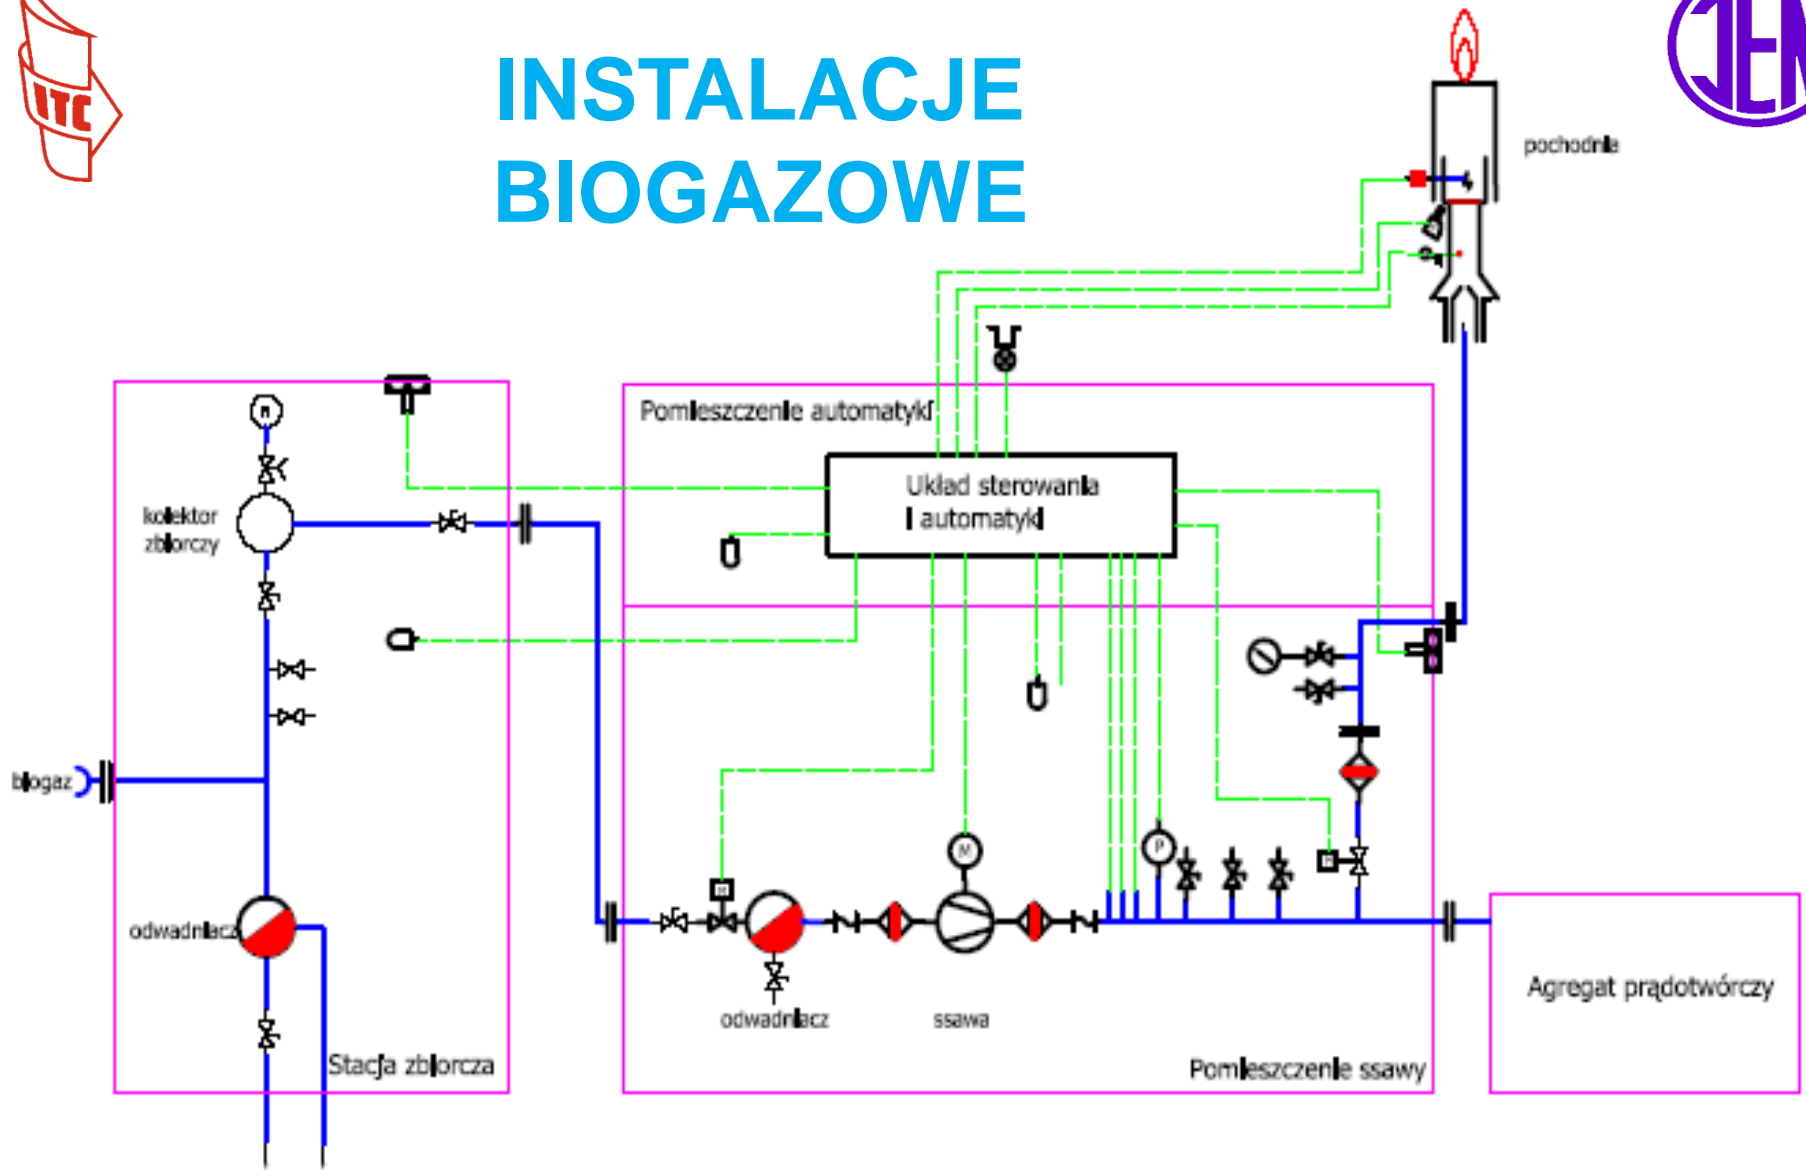 ITC
INSTALACJE
BIOGAZOWE
pochodnia
Pomieszczenie automatyki
Układ sterowania
i automatyki
M
kolektor
zbiorczy
biogaz
odwadniacz
Stacja zbiorcza
M
P
odwadniacz
ssawa
Pomieszczenie ssawy
Agregat prądotwórczy